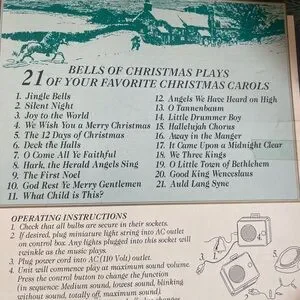 BELLS OF CHRISTMAS PLAYS
21 OF YOUR FAVORITE CHRISTMAS CAROLS
1. Jingle Bells
2. Silent Night
3. Joy to the World
4. We Wish You a Merry Christmas
5. The 12 Days of Christmas
6. Deck the Halls
7. O Come All Ye Faithful
8. Hark, the Herald Angels Sing
9. The First Noel
10. God Rest Ye Merry Gentlemen
11. What Child is This?
12. Angels We Have Heard on High
13. O Tannenbaum
14. Little Drummer Boy
15. Hallelujah Chorus
16. Away in the Manger
17. It Came Upon a Midnight Clear
18. We Three Kings
19. O Little Town of Bethlehem
20. Good King Wenceslaus
21. Auld Lang Sync
OPERATING INSTRUCTIONS
1. Check that all bulbs are secure in their sockets.
2. If desired, plug miniature light string into AC outlet
on control box. Any lights plugged into this socket will
twinkle as the music plays.
3. Plug power cord into AC (110 Volt) outlet.
4. Unit will commence play at maximum volume.
Press the control button to change the function
(in sequence: Medium sound, lowest sound, blinking
without sound, totally off, maximum sound)
3.
5.